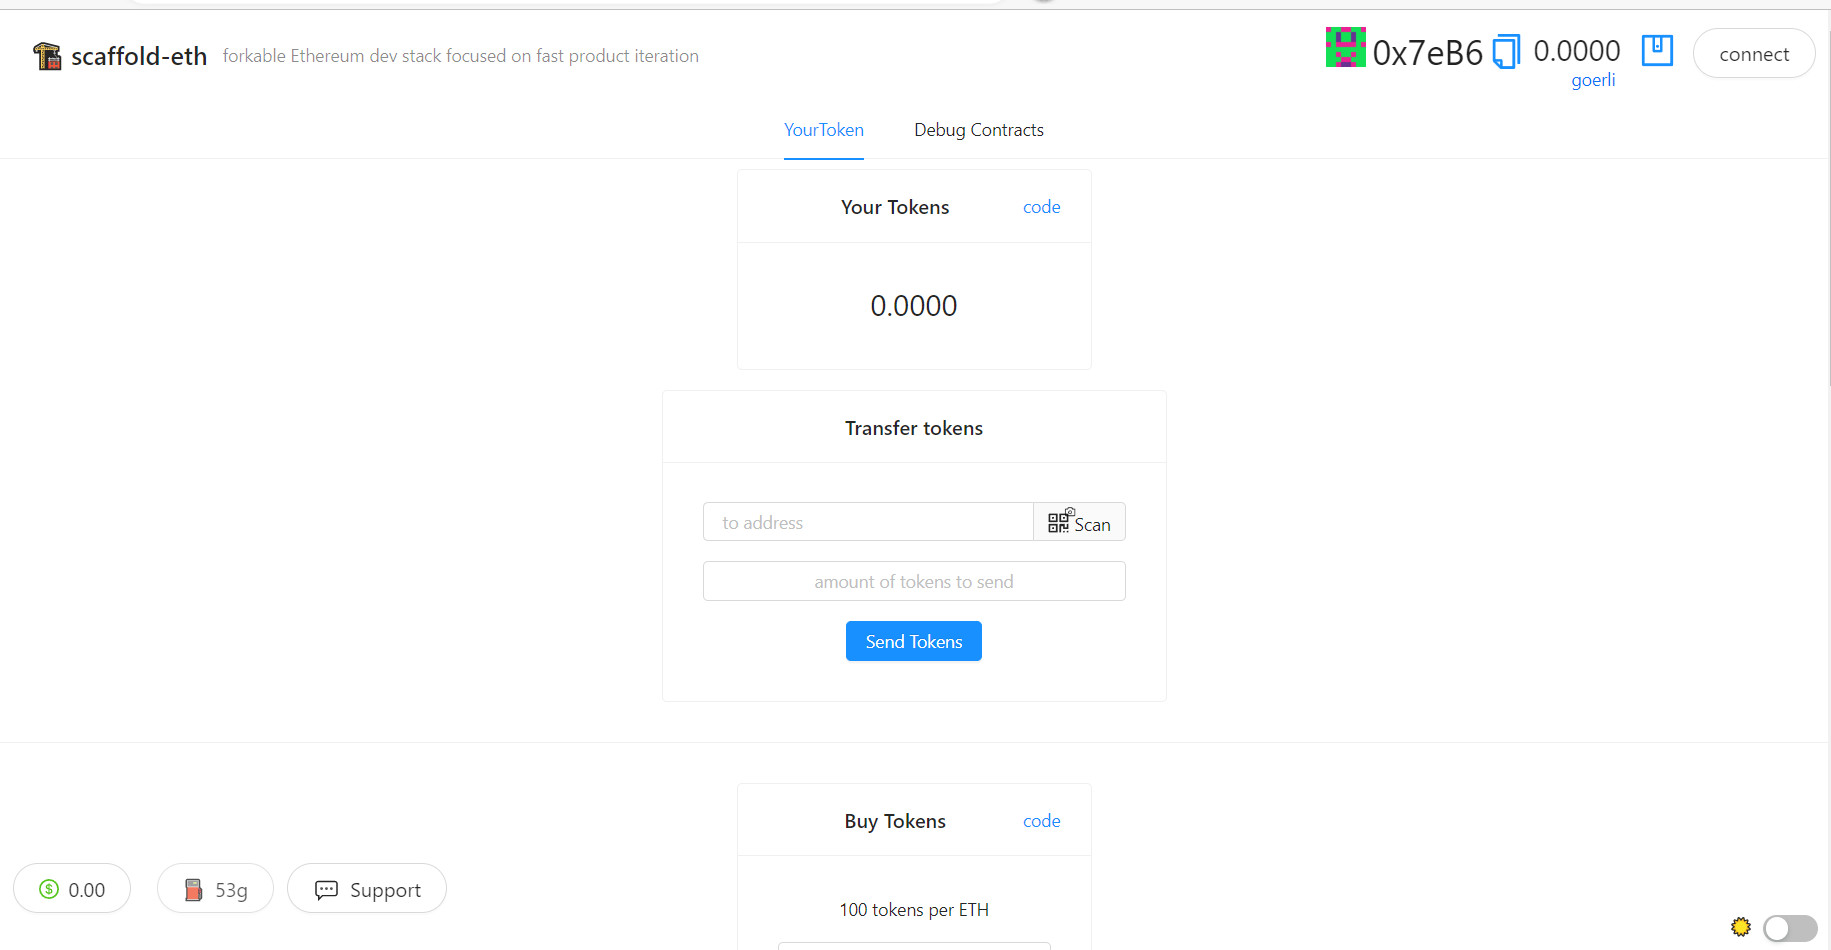 scaffold-eth forkable Ethereum dev stack focused on fast product iteration
0x7eB6 0.0000 connect
goerli
YourToken Debug Contracts
Your Tokens code
0.0000
Transfer tokens
to address Scan
amount of tokens to send
Send Tokens
Buy Tokens code
100 tokens per ETH
$ 0.00 53g Support